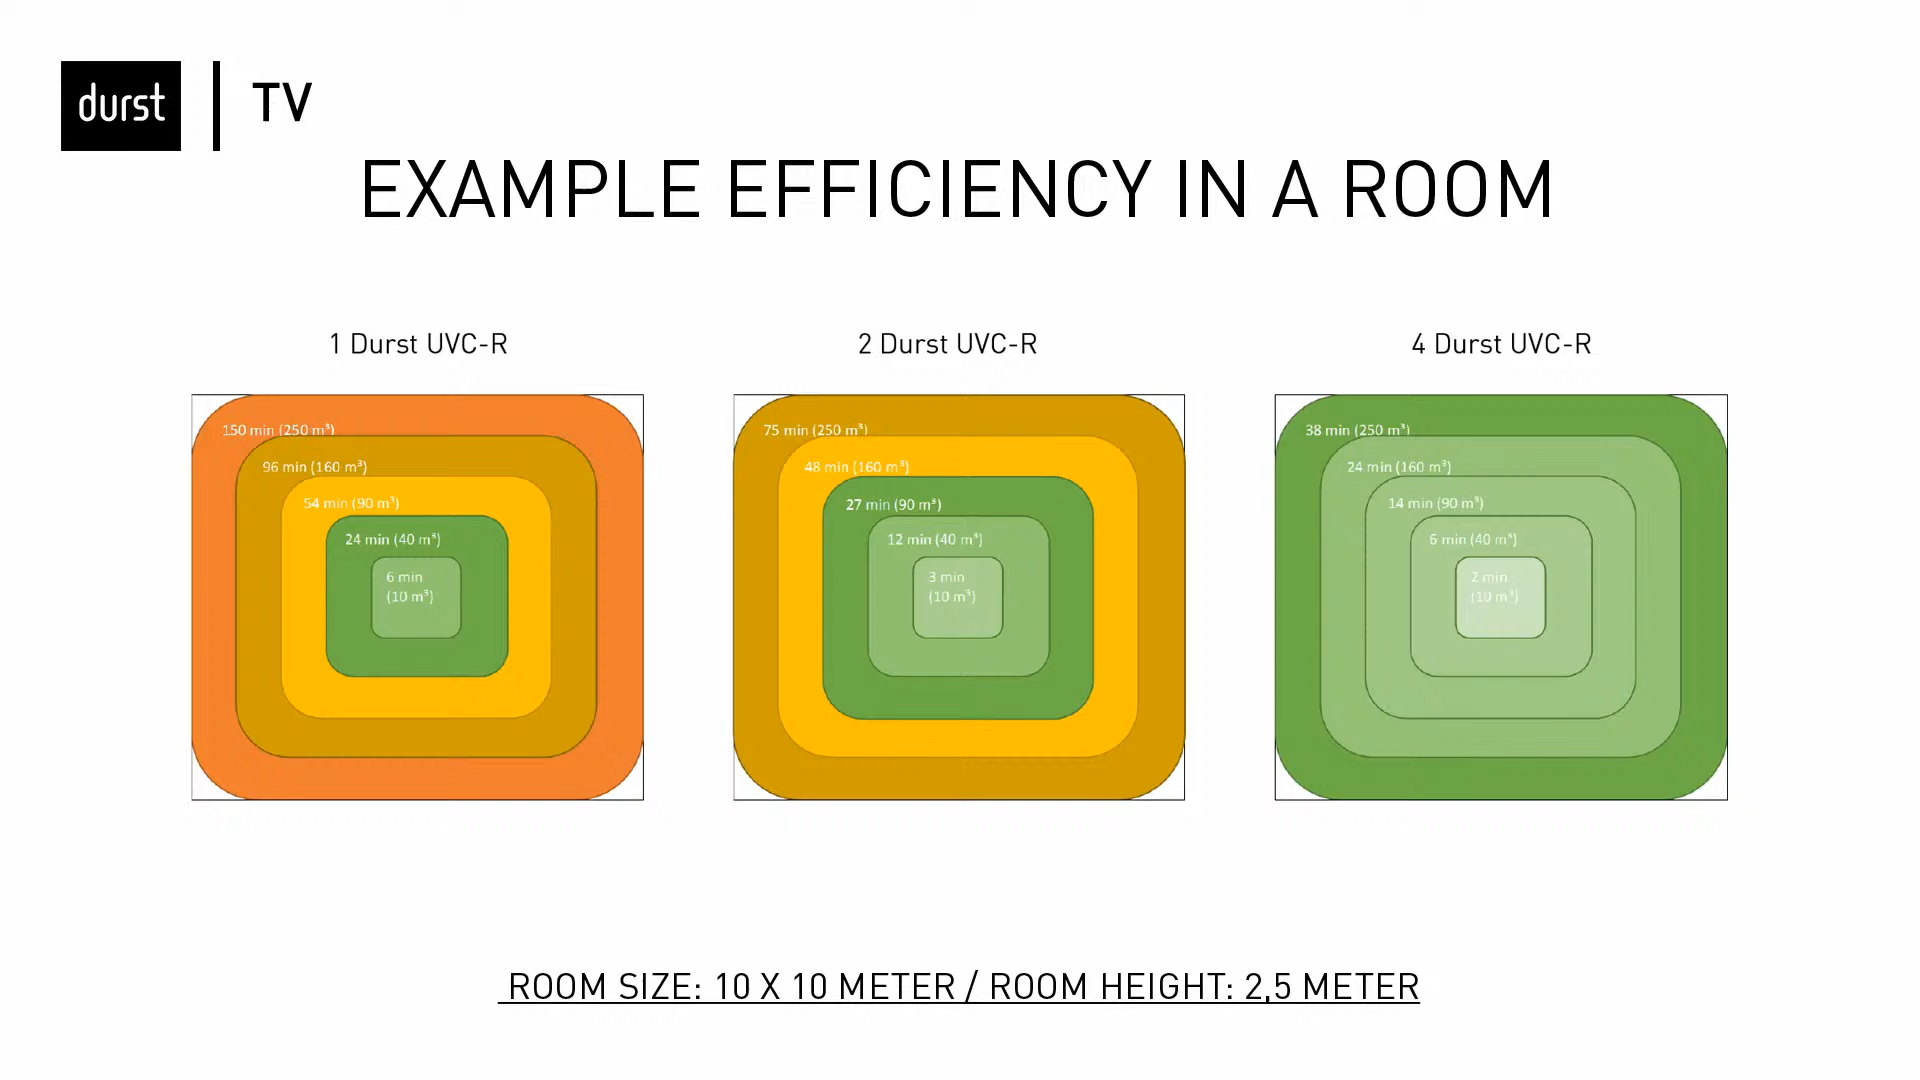 durst
TV
EXAMPLE EFFICIENCY IN A ROOM
1 Durst UVC-R
150 min (250 m³)
96 min (160 m³)
54 min (90 m³)
24 min (40 m³)
6 min
(10 m³)
2 Durst UVC-R
75 min (250 m³)
48 min (160 m³)
27 min (90 m³)
12 min (40 m³)
3 min
(10 m³)
4 Durst UVC-R
38 min (250 m³)
24 min (160 m³)
14 min (90 m³)
6 min (40 m³)
2 min
(10 m³)
ROOM SIZE: 10 X 10 METER / ROOM HEIGHT: 2,5 METER